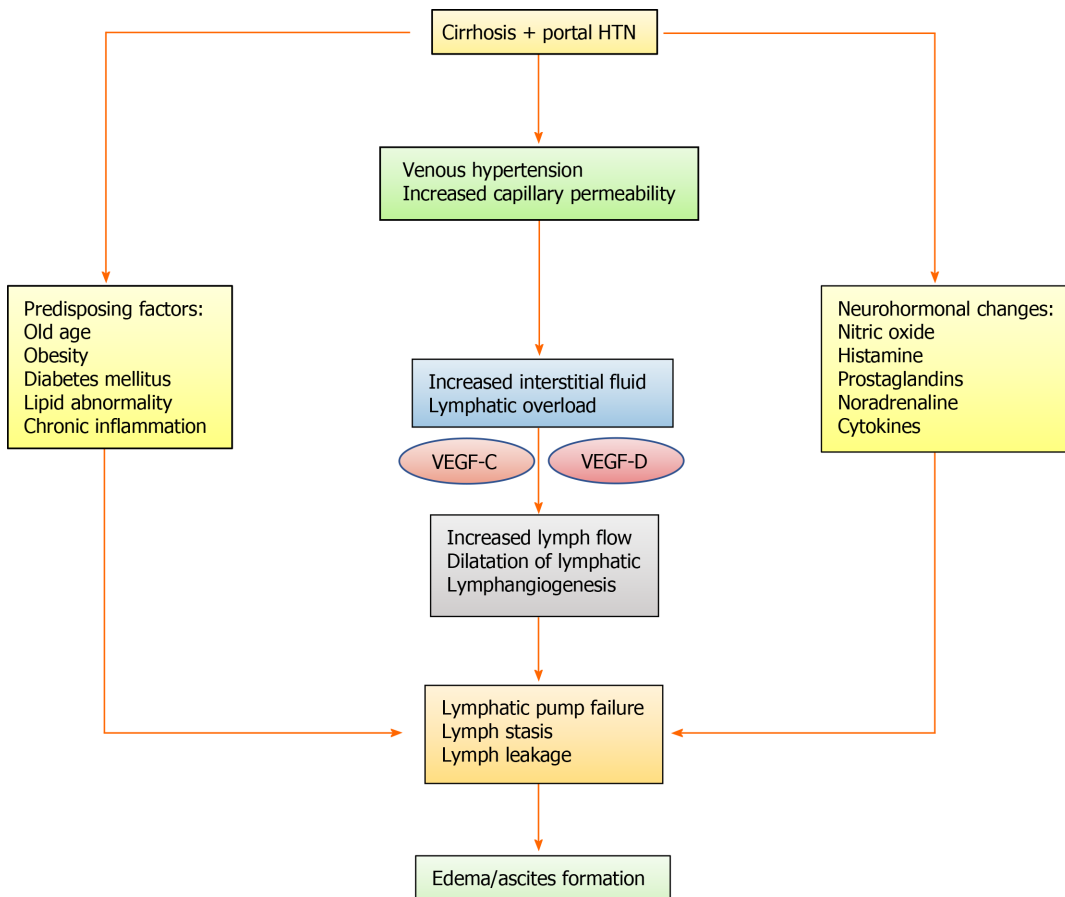 Cirrhosis + portal HTN
Venous hypertension
Increased capillary permeability
Predisposing factors:
Old age
Obesity
Diabetes mellitus
Lipid abnormality
Chronic inflammation
Neurohormonal changes:
Nitric oxide
Histamine
Prostaglandins
Noradrenaline
Cytokines
Increased interstitial fluid
Lymphatic overload
VEGF-C
VEGF-D
Increased lymph flow
Dilatation of lymphatic
Lymphangiogenesis
Lymphatic pump failure
Lymph stasis
Lymph leakage
Edema/ascites formation